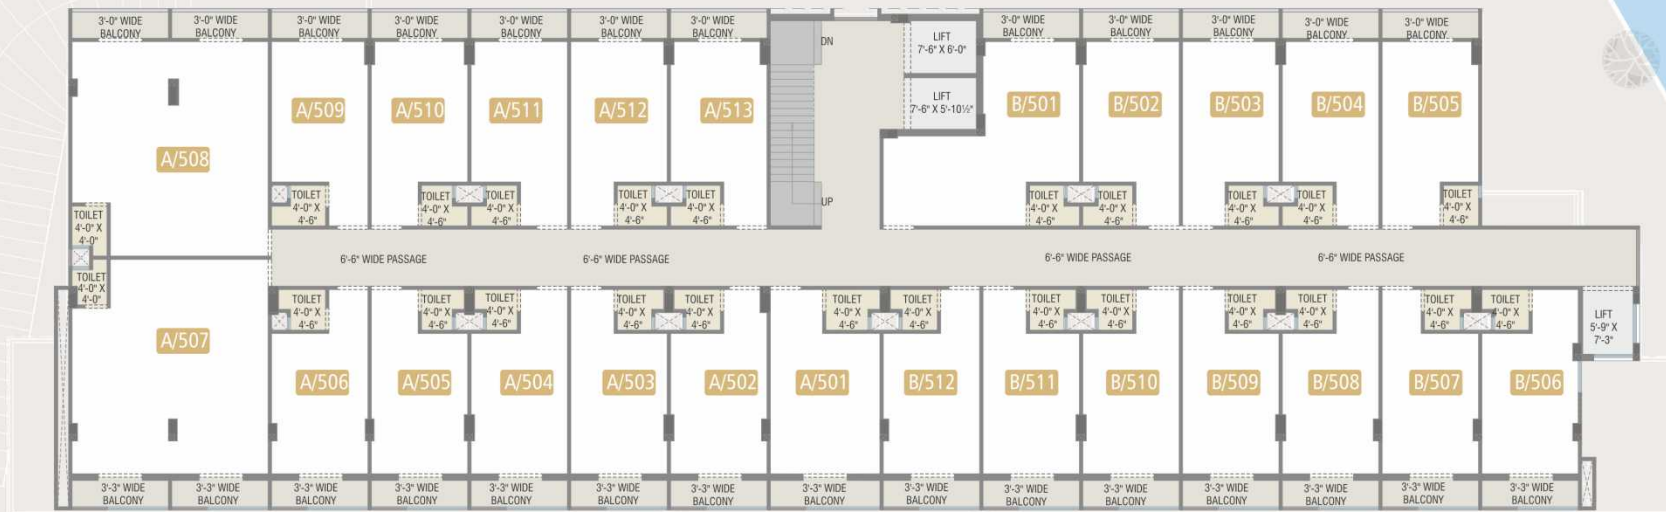 3'-0" WIDE
BALCONY
3'-0" WIDE
BALCONY
3'-0" WIDE
BALCONY
3'-0" WIDE
BALCONY
3'-0" WIDE
BALCONY
3'-0" WIDE
BALCONY
3'-0" WIDE
BALCONY
3'-0" WIDE
BALCONY
3'-0" WIDE
BALCONY
3'-0" WIDE
BALCONY
3'-0" WIDE
BALCONY
3'-0" WIDE
BALCONY
DN
LIFT
7'-6" X 6'-0"
LIFT
7'-6" X 5'-10½"
A/508
A/509
A/510
A/511
A/512
A/513
B/501
B/502
B/503
B/504
B/505
UP
TOILET
4'-0" X
4'-0"
TOILET
4'-0" X
4'-6"
TOILET
4'-0" X
4'-6"
TOILET
4'-0" X
4'-6"
TOILET
4'-0" X
4'-6"
TOILET
4'-0" X
4'-6"
TOILET
4'-0" X
4'-6"
TOILET
4'-0" X
4'-6"
TOILET
4'-0" X
4'-6"
TOILET
4'-0" X
4'-6"
TOILET
4'-0" X
4'-6"
6'-6" WIDE PASSAGE
6'-6" WIDE PASSAGE
6'-6" WIDE PASSAGE
6'-6" WIDE PASSAGE
TOILET
4'-0" X
4'-0"
TOILET
4'-0" X
4'-6"
TOILET
4'-0" X
4'-6"
TOILET
4'-0" X
4'-6"
TOILET
4'-0" X
4'-6"
TOILET
4'-0" X
4'-6"
TOILET
4'-0" X
4'-6"
TOILET
4'-0" X
4'-6"
TOILET
4'-0" X
4'-6"
TOILET
4'-0" X
4'-6"
TOILET
4'-0" X
4'-6"
TOILET
4'-0" X
4'-6"
TOILET
4'-0" X
4'-6"
TOILET
4'-0" X
4'-6"
LIFT
5'-9" X
7'-3"
A/507
A/506
A/505
A/504
A/503
A/502
A/501
B/512
B/511
B/510
B/509
B/508
B/507
B/506
3'-3" WIDE
BALCONY
3'-3" WIDE
BALCONY
3'-3" WIDE
BALCONY
3'-3" WIDE
BALCONY
3'-3" WIDE
BALCONY
3'-3" WIDE
BALCONY
3'-3" WIDE
BALCONY
3'-3" WIDE
BALCONY
3'-3" WIDE
BALCONY
3'-3" WIDE
BALCONY
3'-3" WIDE
BALCONY
3'-3" WIDE
BALCONY
3'-3" WIDE
BALCONY
3'-3" WIDE
BALCONY
3'-3" WIDE
BALCONY